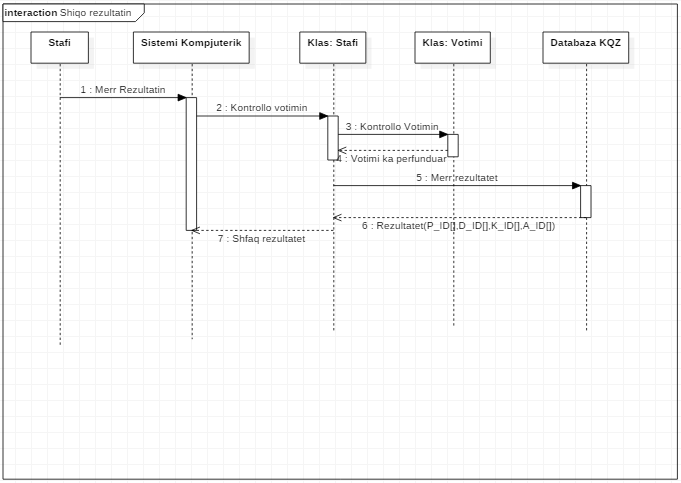 interaction Shiqo rezultatin
Stafi
Sistemi Kompjuterik
Klas: Stafi
Klas: Votimi
Databaza KQZ
1 : Merr Rezultatin
2 : Kontrollo votimin
3 : Kontrollo Votimin
4 : Votimi ka perfunduar
5 : Merr rezultatet
6 : Rezultatet(P_ID[],D_ID[],K_ID[],A_ID[])
7 : Shfaq rezultatet